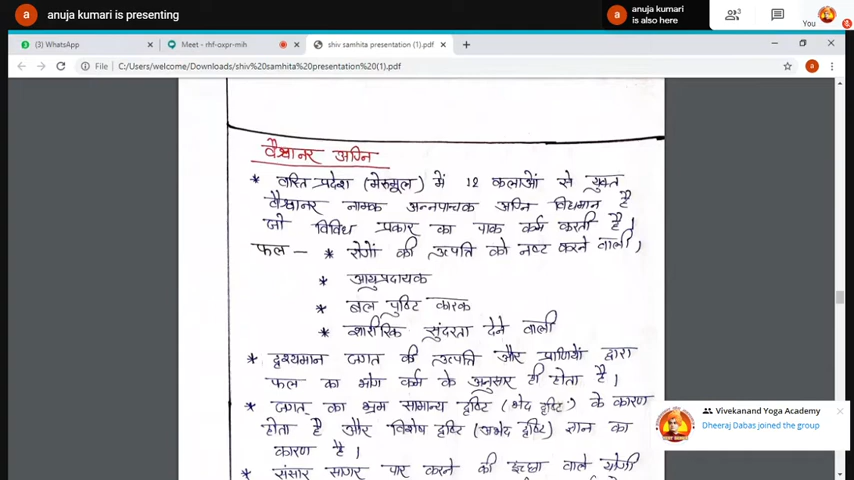 a anuja kumari is presenting
a
anuja kumari
is also here
3
You
(3) WhatsApp
Meet - rhf-oxpr-mih
shiv samhita presentation (1).pdf
File | C:/Users/welcome/Downloads/shiv%20samhita%20presentation%20(1).pdf
a
वैश्वानर अग्नि
* वस्ति प्रदेश (मेरुमूल) में 12 कलाओं से युक्त
वैश्वानर नामक अन्नपाचक अग्नि विधमान है
जो विविध प्रकार का पाक कर्म करती है।
फल - * रोगों की उत्पत्ति को नष्ट करने वाली,
* आयुप्रदायक
* बल पुष्टि कारक
* शारीरिक सुंदरता देने वाली
* दृश्यमान जगत की उत्पत्ति और प्राणियों द्वारा
फल का भोग कर्म के अनुसार ही होता है।
* जगत् का भ्रम सामान्य दृष्टि (भेद दृष्टि) के कारण
होता है और विशेष दृष्टि (अभेद दृष्टि) ज्ञान का
कारण है।
* संसार सागर पार करने की इच्छा वाले योगी
Vivekanand Yoga Academy
Dheeraj Dabas joined the group